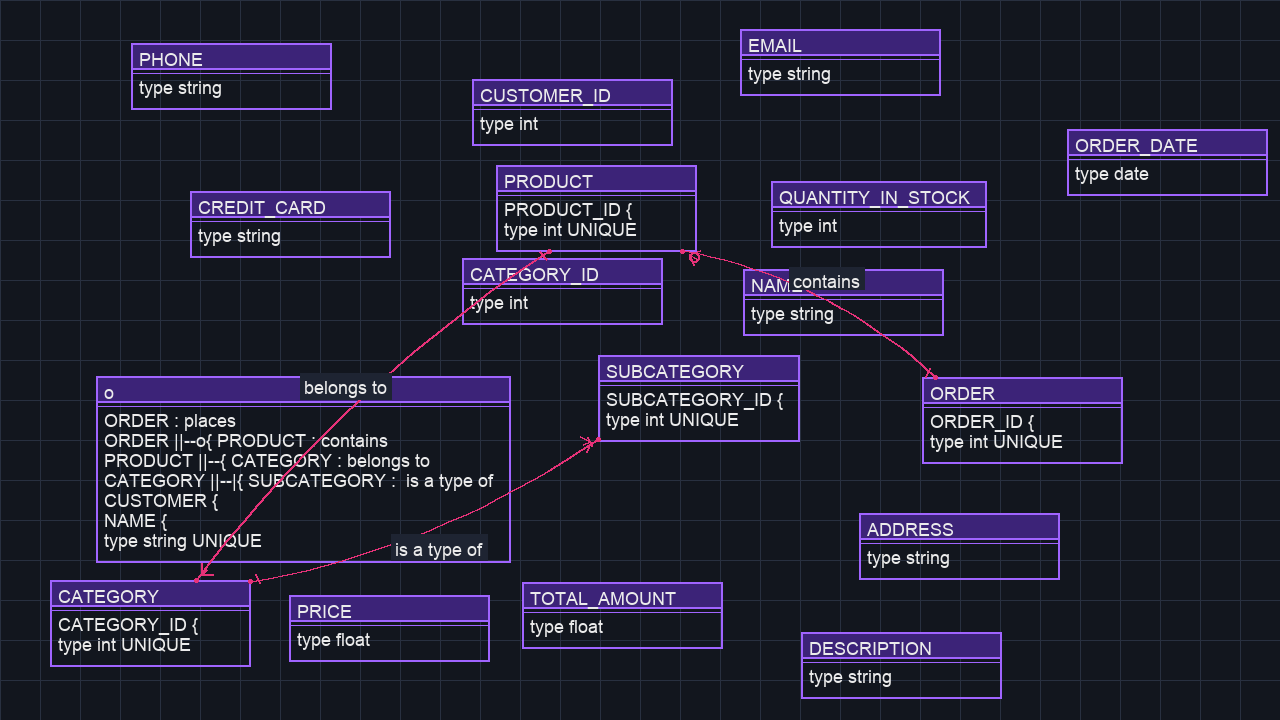 PHONE
type string
EMAIL
type string
CUSTOMER_ID
type int
ORDER_DATE
type date
PRODUCT
PRODUCT_ID {
type int UNIQUE
CREDIT_CARD
type string
QUANTITY_IN_STOCK
type int
CATEGORY_ID
type int
NAM
contains
type string
SUBCATEGORY
SUBCATEGORY_ID {
type int UNIQUE
ORDER
ORDER_ID {
type int UNIQUE
belongs to
o
ORDER : places
ORDER ||--o{ PRODUCT : contains
PRODUCT ||--{ CATEGORY : belongs to
CATEGORY ||--|{ SUBCATEGORY :  is a type of
CUSTOMER {
NAME {
type string UNIQUE
is a type of
ADDRESS
type string
CATEGORY
CATEGORY_ID {
type int UNIQUE
PRICE
type float
TOTAL_AMOUNT
type float
DESCRIPTION
type string